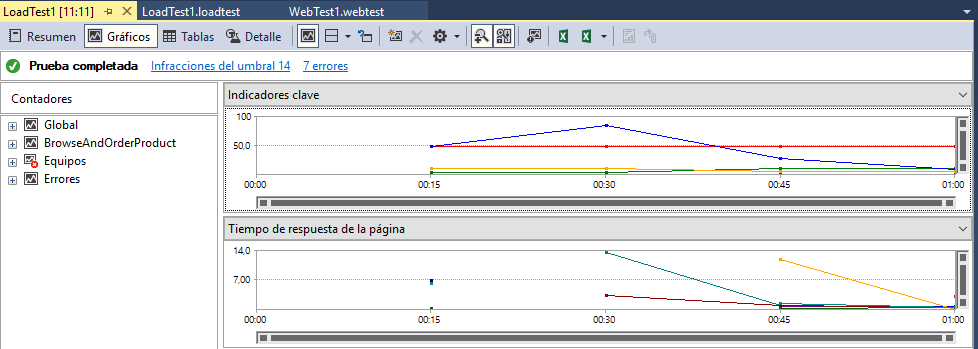 LoadTest1 [11:11] LoadTest1.loadtest WebTest1.webtest
Resumen Gráficos Tablas Detalle
Prueba completada Infracciones del umbral 14 7 errores
Contadores
Global
BrowseAndOrderProduct
Equipos
Errores
Indicadores clave
100
50,0
00:00 00:15 00:30 00:45 01:00
Tiempo de respuesta de la página
14,0
7,00
00:00 00:15 00:30 00:45 01:00